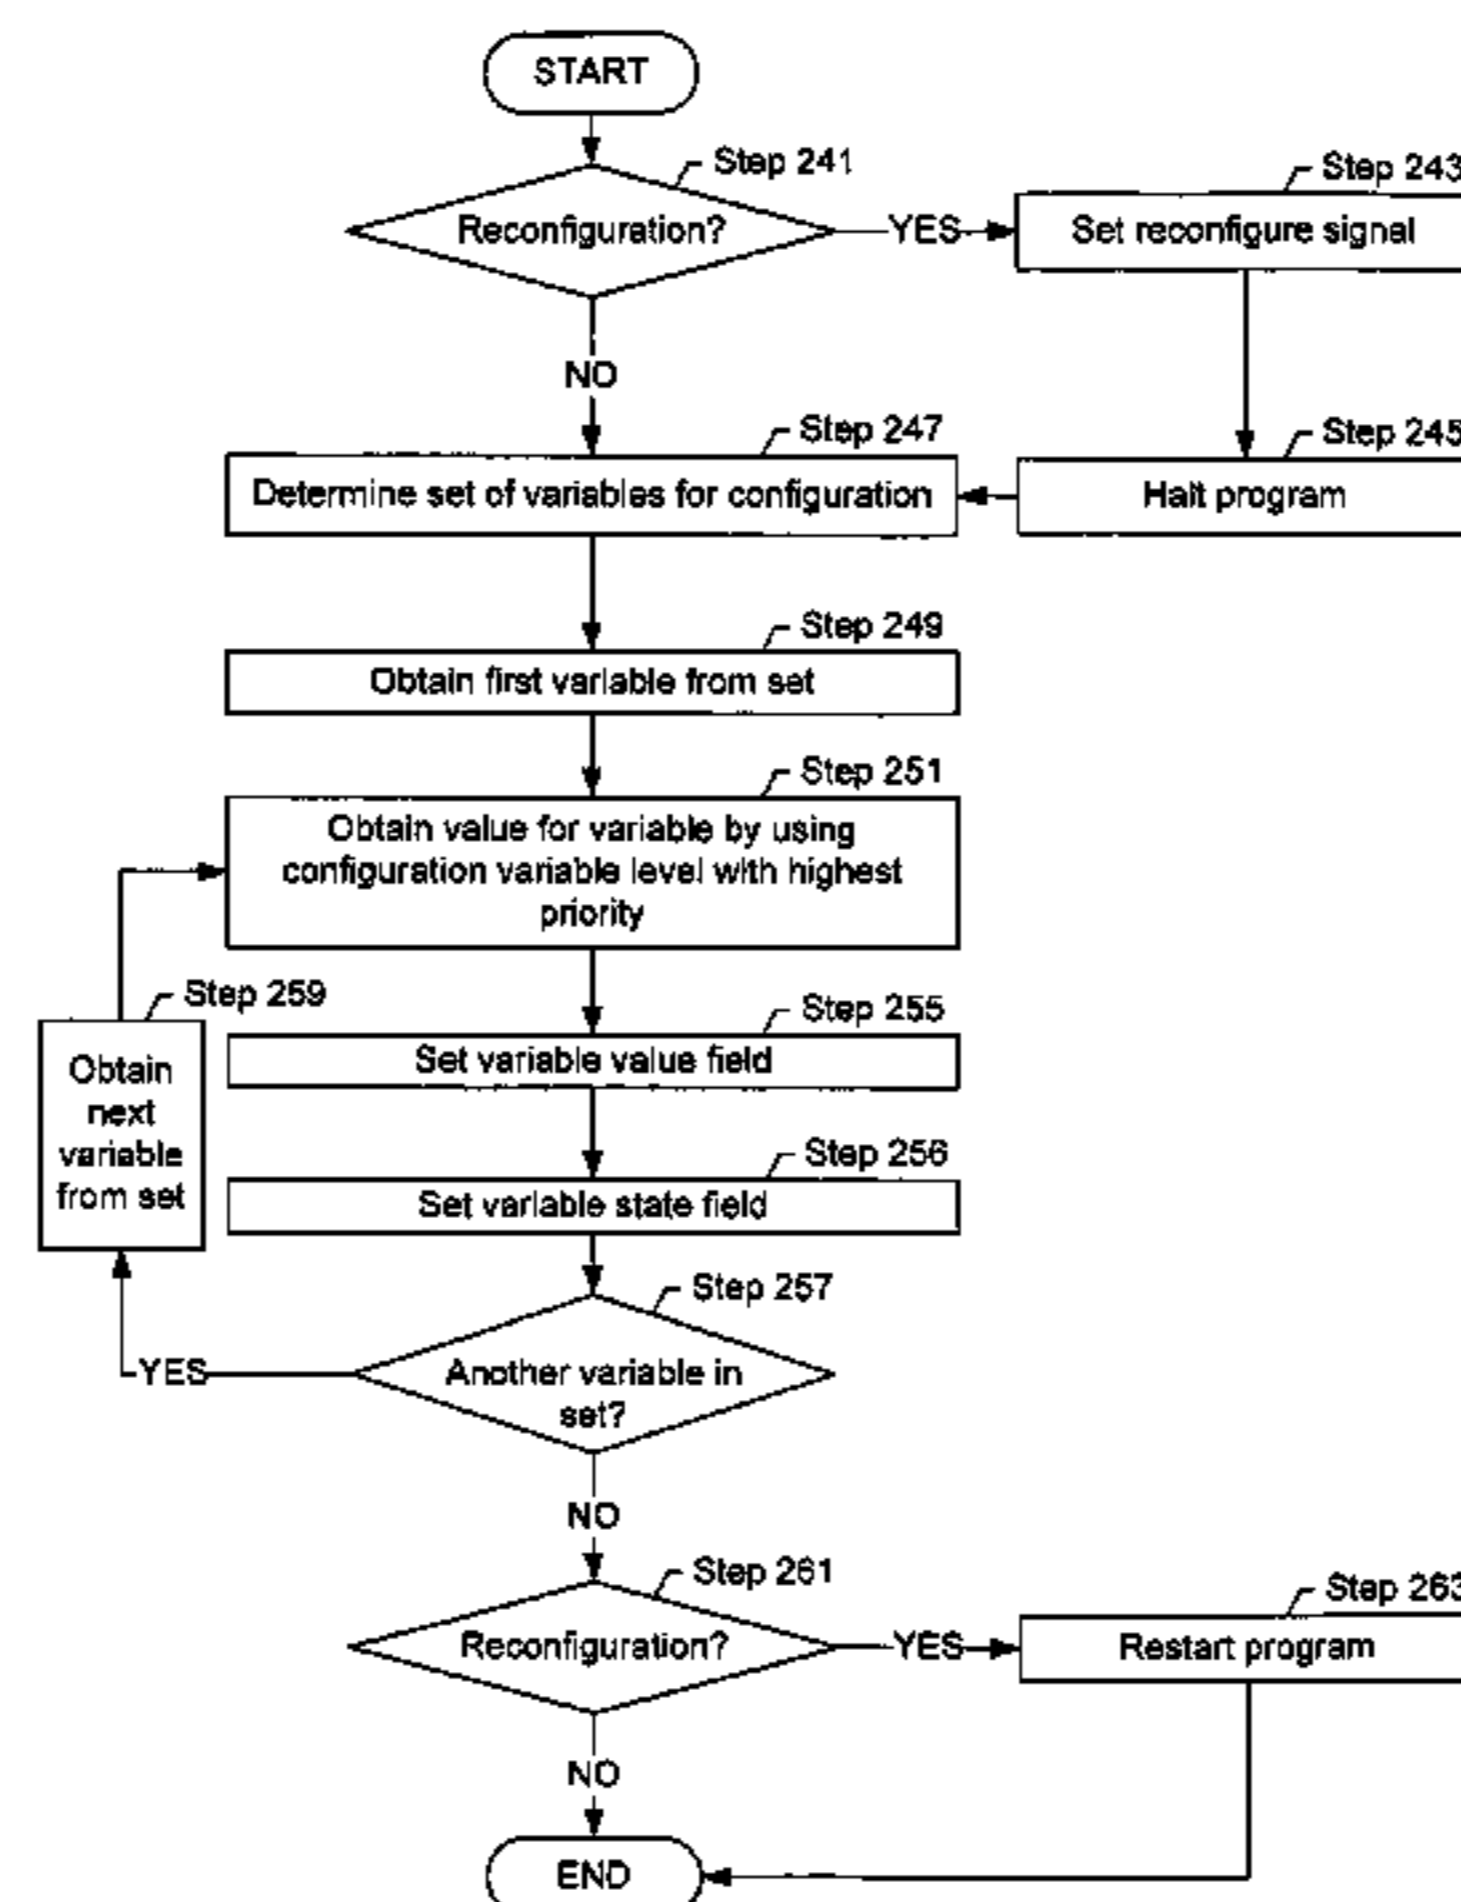 START
Step 241
Reconfiguration?
YES
Step 243
Set reconfigure signal
NO
Step 247
Determine set of variables for configuration
Step 245
Halt program
Step 249
Obtain first variable from set
Step 251
Obtain value for variable by using
configuration variable level with highest
priority
Step 259
Obtain
next
variable
from set
Step 255
Set variable value field
Step 256
Set variable state field
Step 257
Another variable in
set?
YES
NO
Step 261
Reconfiguration?
YES
Step 263
Restart program
NO
END